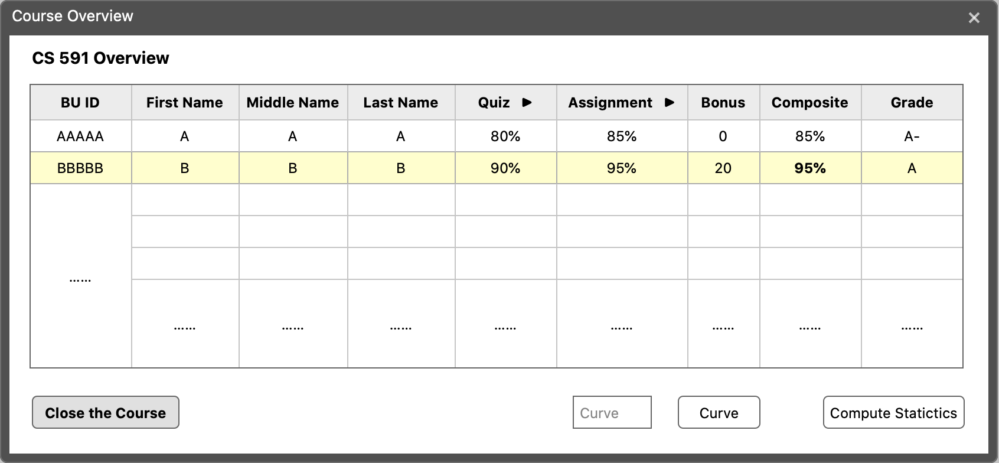 Course Overview
CS 591 Overview
BU ID First Name Middle Name Last Name Quiz Assignment Bonus Composite Grade
AAAAA A A A 80% 85% 0 85% A-
BBBBB B B B 90% 95% 20 95% A
......
...... ...... ...... ...... ...... ...... ...... ......
Close the Course Curve Curve Compute Statictics